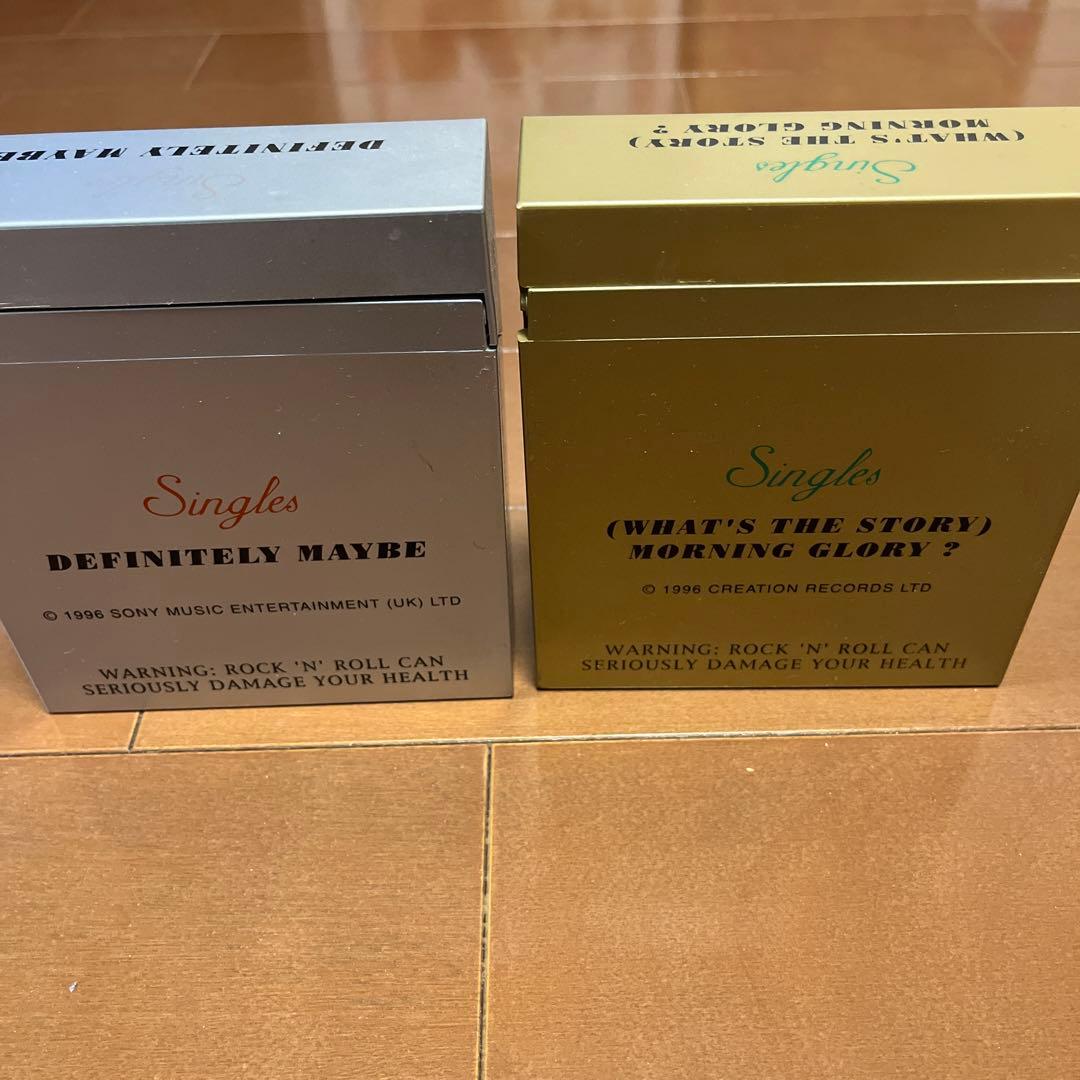 DEFINITELY MAYBE
Singles
(WHAT'S THE STORY)
MORNING GLORY ?
Singles
Singles
DEFINITELY MAYBE
© 1996 SONY MUSIC ENTERTAINMENT (UK) LTD
WARNING: ROCK 'N' ROLL CAN
SERIOUSLY DAMAGE YOUR HEALTH
Singles
(WHAT'S THE STORY)
MORNING GLORY ?
© 1996 CREATION RECORDS LTD
WARNING: ROCK 'N' ROLL CAN
SERIOUSLY DAMAGE YOUR HEALTH